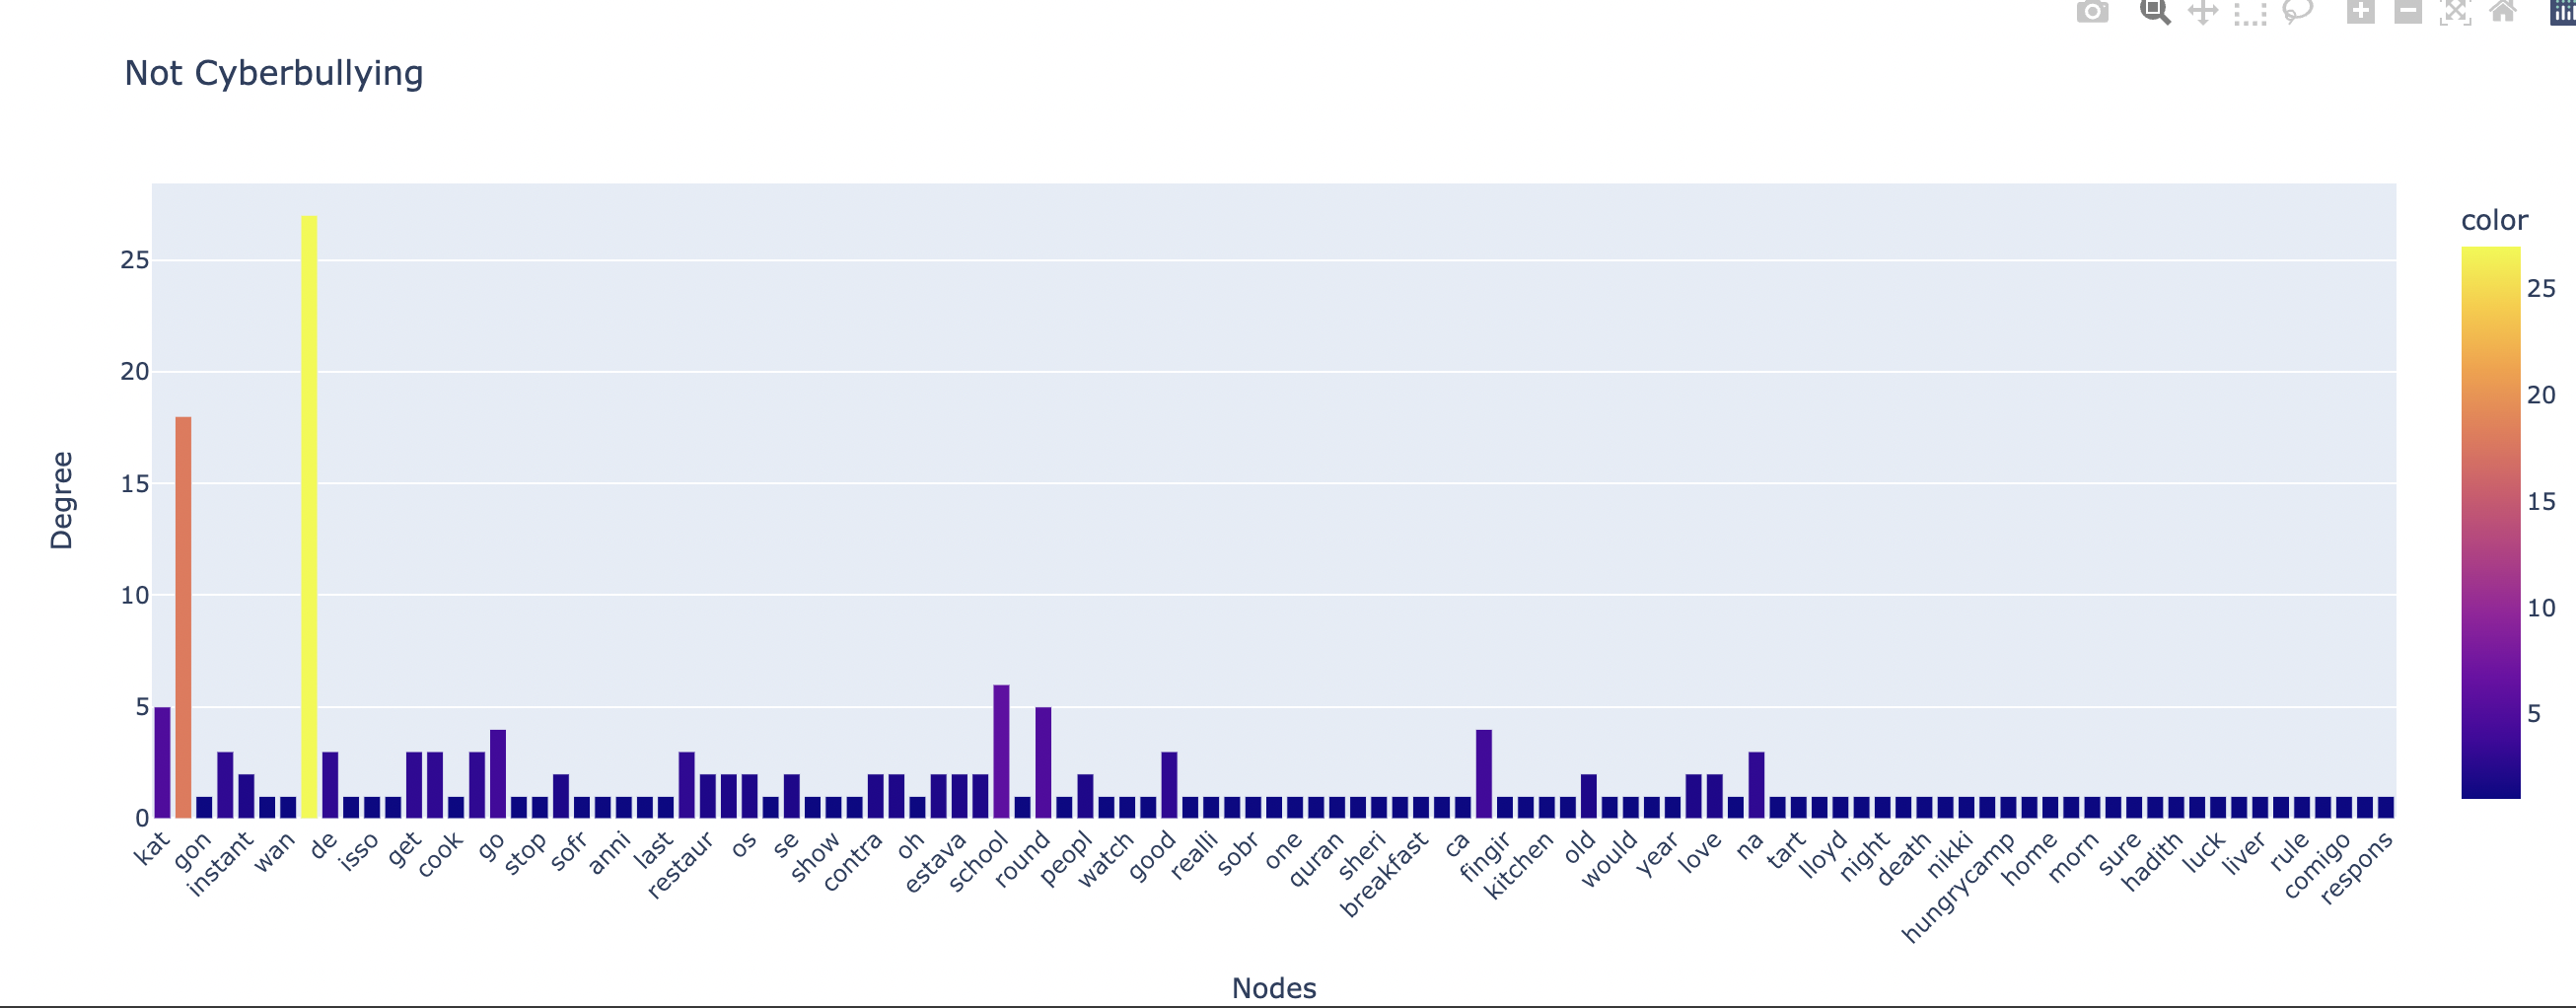 Not Cyberbullying
color
25
20
15
10
5
0
Degree
25
20
15
10
5
kat
gon
instant
wan
de
isso
get
cook
go
stop
sofr
anni
last
restaur
os
se
show
contra
oh
estava
school
round
peopl
watch
good
realli
sobr
one
quran
sheri
breakfast
ca
fingir
kitchen
old
would
year
love
na
tart
lloyd
night
death
nikki
hungrycamp
home
morn
sure
hadith
luck
liver
rule
comigo
respons
Nodes